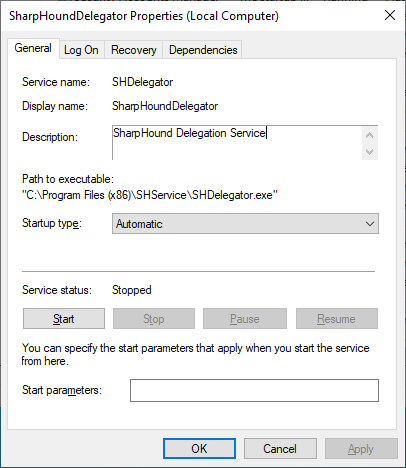 SharpHoundDelegator Properties (Local Computer)
General Log On Recovery Dependencies
Service name: SHDelegator
Display name: SharpHoundDelegator
Description: SharpHound Delegation Service
Path to executable:
"C:\Program Files (x86)\SHService\SHDelegator.exe"
Startup type: Automatic
Service status: Stopped
Start Stop Pause Resume
You can specify the start parameters that apply when you start the service
from here.
Start parameters:
OK Cancel Apply